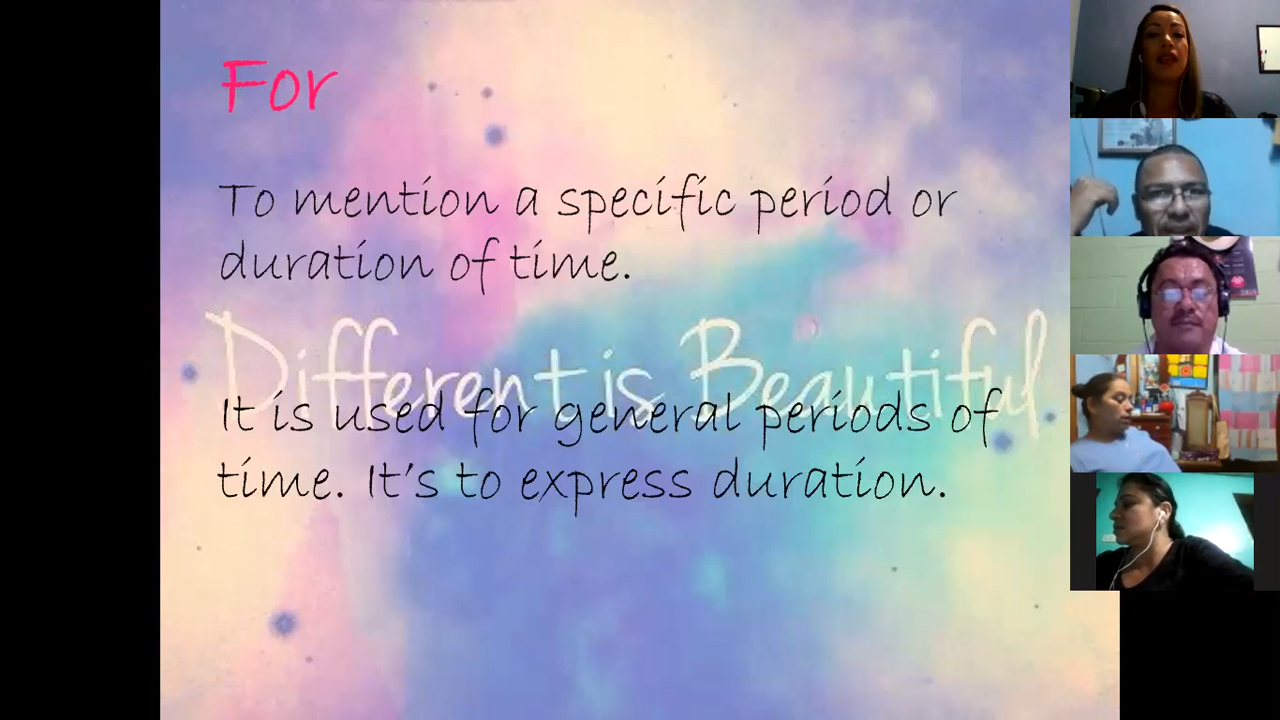 For
To mention a specific period or
duration of time.
Different is Beautiful
It is used for general periods of
time. It's to express duration.